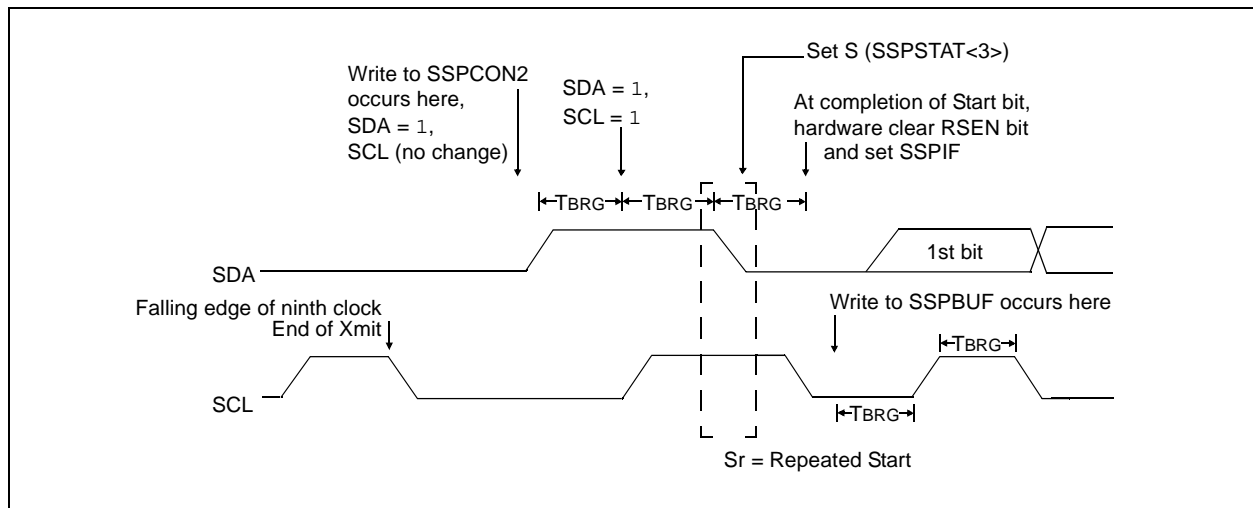 Set S (SSPSTAT<3>)
Write to SSPCON2
occurs here,
SDA = 1,
SCL (no change)
SDA = 1,
SCL = 1
At completion of Start bit,
hardware clear RSEN bit
and set SSPIF
TBRG
TBRG
TBRG
SDA
1st bit
Falling edge of ninth clock
End of Xmit
Write to SSPBUF occurs here
TBRG
SCL
TBRG
Sr = Repeated Start